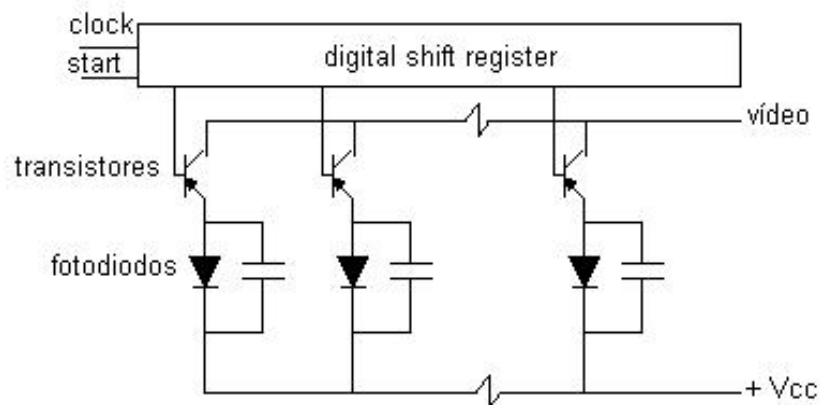 clock
start
digital shift register
vídeo
transistores
fotodiodos
+ Vcc